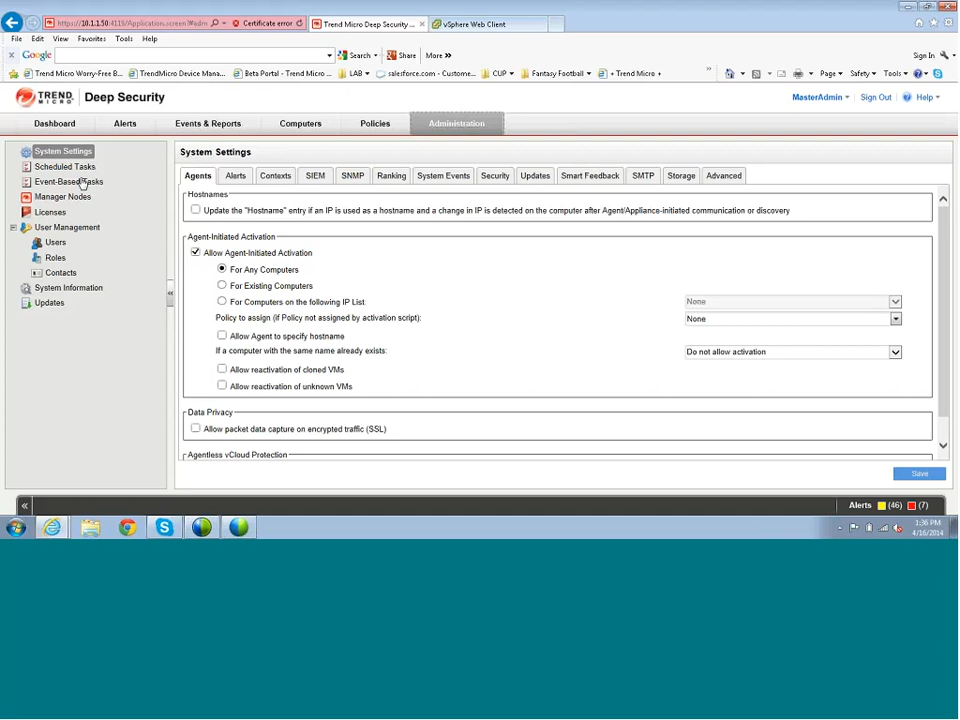 https://10.1.1.50:4119/Application.screen?#adm
Certificate error
Trend Micro Deep Security ...
vSphere Web Client
File Edit View Favorites Tools Help
Google Search Share More »
Sign In
Trend Micro Worry-Free B... TrendMicro Device Mana... Beta Portal - Trend Micro ... LAB salesforce.com - Custome... CUP Fantasy Football + Trend Micro + » Page Safety Tools
TREND MICRO Deep Security
MasterAdmin Sign Out Help
Dashboard Alerts Events & Reports Computers Policies Administration
System Settings
Scheduled Tasks
Event-Based Tasks
Manager Nodes
Licenses
User Management
Users
Roles
Contacts
System Information
Updates
System Settings
Agents Alerts Contexts SIEM SNMP Ranking System Events Security Updates Smart Feedback SMTP Storage Advanced
Hostnames
Update the "Hostname" entry if an IP is used as a hostname and a change in IP is detected on the computer after Agent/Appliance-initiated communication or discovery
Agent-Initiated Activation
Allow Agent-Initiated Activation
For Any Computers
For Existing Computers
For Computers on the following IP List: None
Policy to assign (if Policy not assigned by activation script): None
Allow Agent to specify hostname
If a computer with the same name already exists: Do not allow activation
Allow reactivation of cloned VMs
Allow reactivation of unknown VMs
Data Privacy
Allow packet data capture on encrypted traffic (SSL)
Agentless vCloud Protection
Save
« Alerts (46) (7)
1:36 PM
4/16/2014